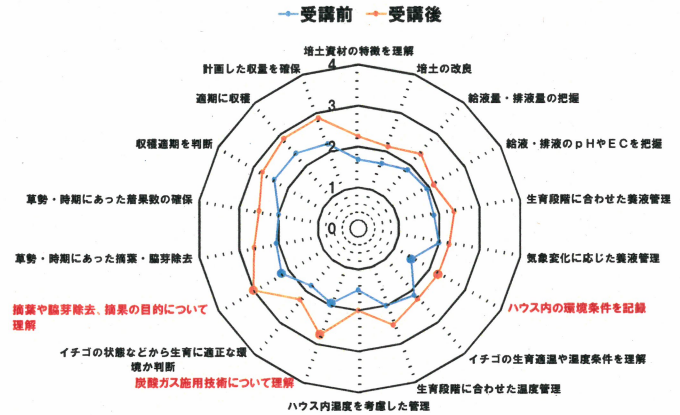 受講前 受講後
培土資材の特徴を理解
計画した収量を確保
培土の改良
適期に収穫
給液量・排液量の把握
収穫適期を判断
給液・排液のpHやECを把握
草勢・時期にあった着果数の確保
生育段階に合わせた養液管理
草勢・時期にあった摘葉・脇芽除去
気象変化に応じた養液管理
摘葉や脇芽除去、摘果の目的について
理解
ハウス内の環境条件を記録
イチゴの状態などから生育に適正な環
境か判断
イチゴの生育適温や温度条件を理解
炭酸ガス施用技術について理解
生育段階に合わせた温度管理
ハウス内湿度を考慮した管理
4
3
2
1
0